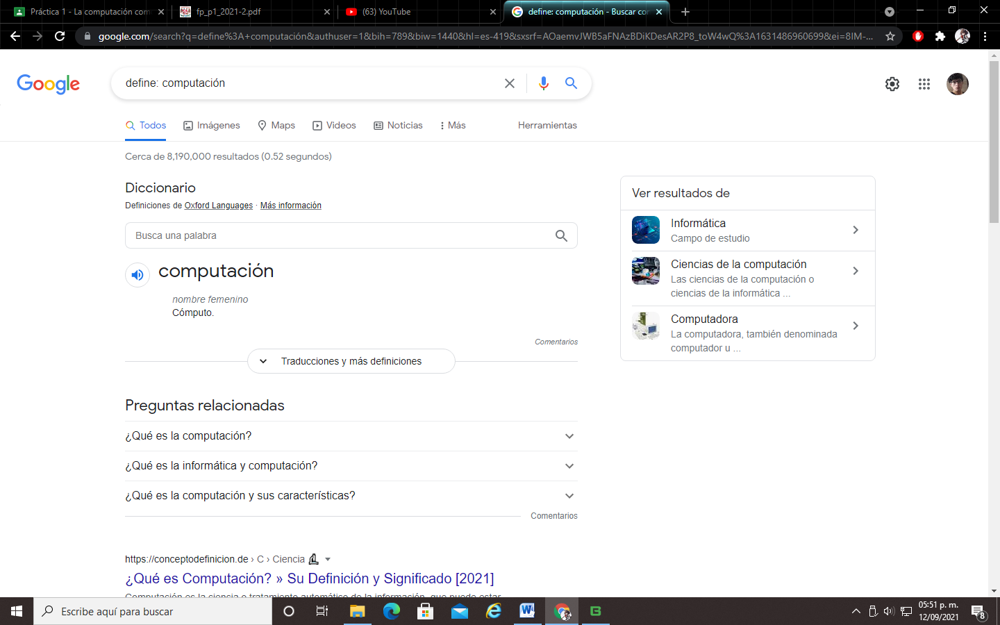 Práctica 1 - La computación com
fp_p1_2021-2.pdf
(63) YouTube
define: computación - Buscar con
google.com/search?q=define%3A+computación&authuser=1&bih=789&biw=1440&hl=es-419&sxsrf=AOaemvJWB5aFNAzBDiKDesAR2P8_toW4wQ%3A1631486960699&ei=8IM-...
Google
define: computación
Todos
Imágenes
Maps
Videos
Noticias
Más
Herramientas
Cerca de 8,190,000 resultados (0.52 segundos)
Diccionario
Definiciones de Oxford Languages · Más información
Busca una palabra
computación
nombre femenino
Cómputo.
Comentarios
Traducciones y más definiciones
Preguntas relacionadas
¿Qué es la computación?
¿Qué es la informática y computación?
¿Qué es la computación y sus características?
Comentarios
https://conceptodefinicion.de › C › Ciencia
¿Qué es Computación? » Su Definición y Significado [2021]
Computación es la ciencia o tratamiento automático de la información, que puede estar
Ver resultados de
Informática
Campo de estudio
Ciencias de la computación
Las ciencias de la computación o
ciencias de la informática ...
Computadora
La computadora, también denominada
computador u ...
Escribe aquí para buscar
05:51 p. m.
12/09/2021
8